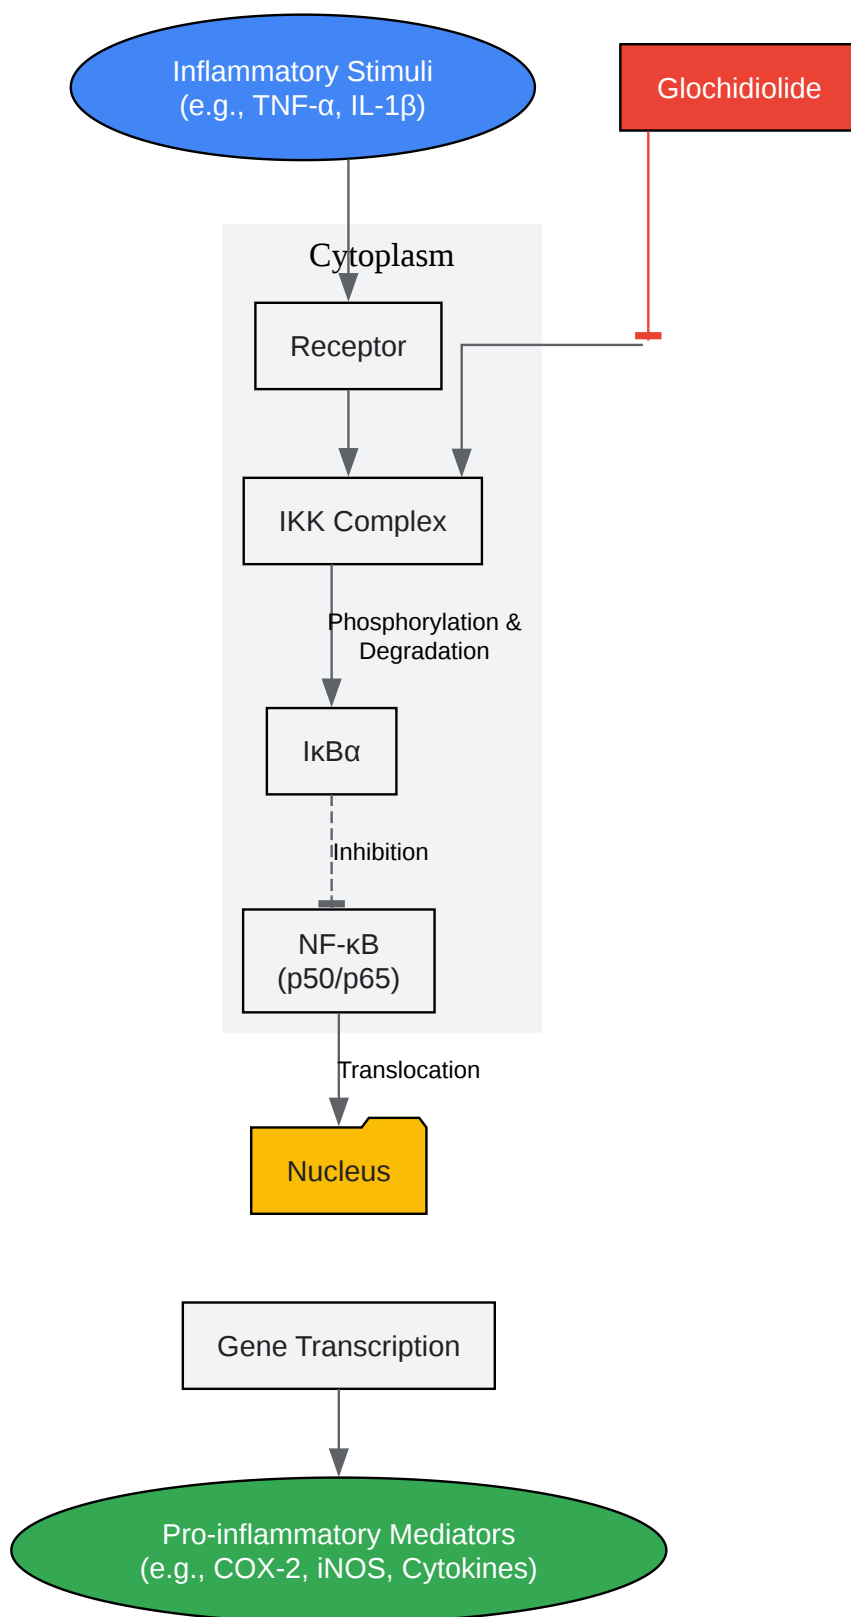 Inflammatory Stimuli
(e.g., TNF-α, IL-1β)
Glochidiolide
Cytoplasm
Receptor
IKK Complex
Phosphorylation &
Degradation
IκBα
Inhibition
NF-κB
(p50/p65)
Translocation
Nucleus
Gene Transcription
Pro-inflammatory Mediators
(e.g., COX-2, iNOS, Cytokines)